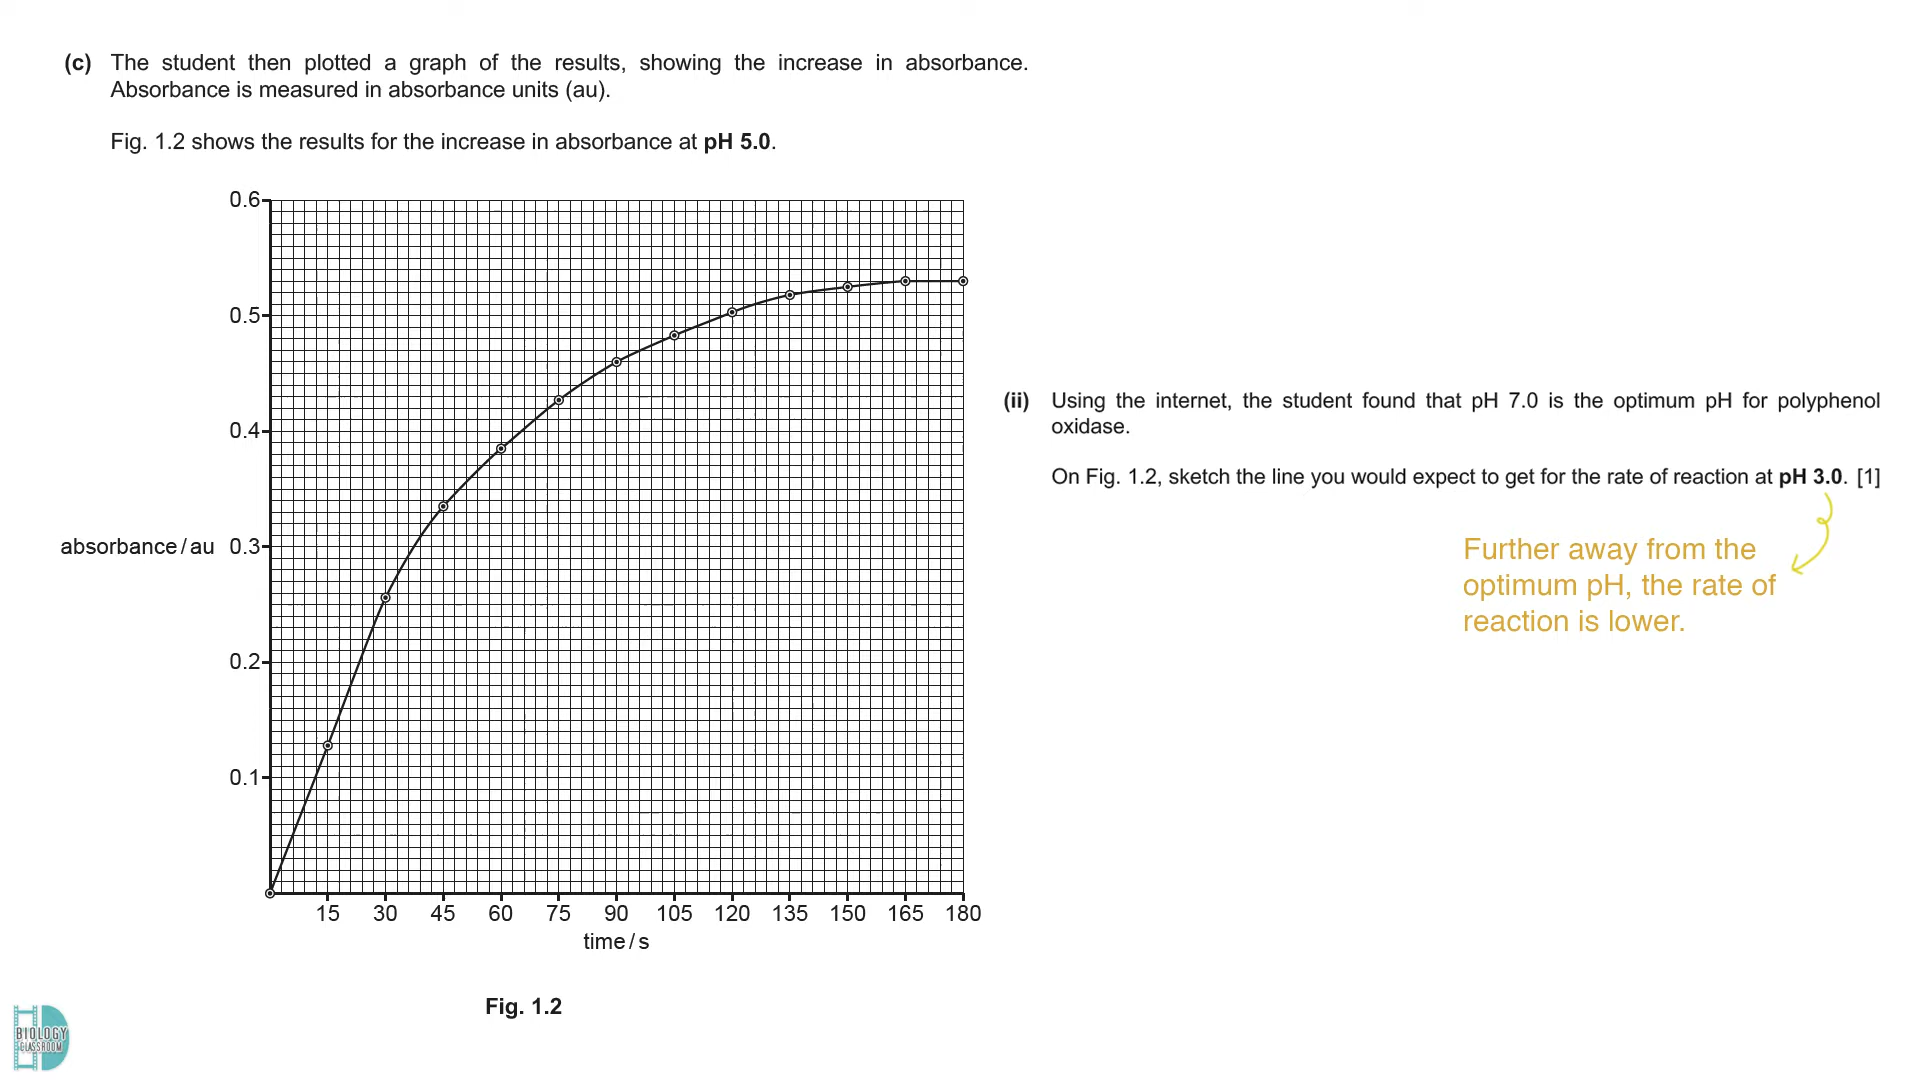 (c) The student then plotted a graph of the results, showing the increase in absorbance.
Absorbance is measured in absorbance units (au).
Fig. 1.2 shows the results for the increase in absorbance at pH 5.0.
0.6
0.5
0.4
absorbance / au 0.3
0.2
0.1
15 30 45 60 75 90 105 120 135 150 165 180
time / s
Fig. 1.2
(ii) Using the internet, the student found that pH 7.0 is the optimum pH for polyphenol
oxidase.
On Fig. 1.2, sketch the line you would expect to get for the rate of reaction at pH 3.0. [1]
Further away from the
optimum pH, the rate of
reaction is lower.
BIOLOGY
CLASSROOM